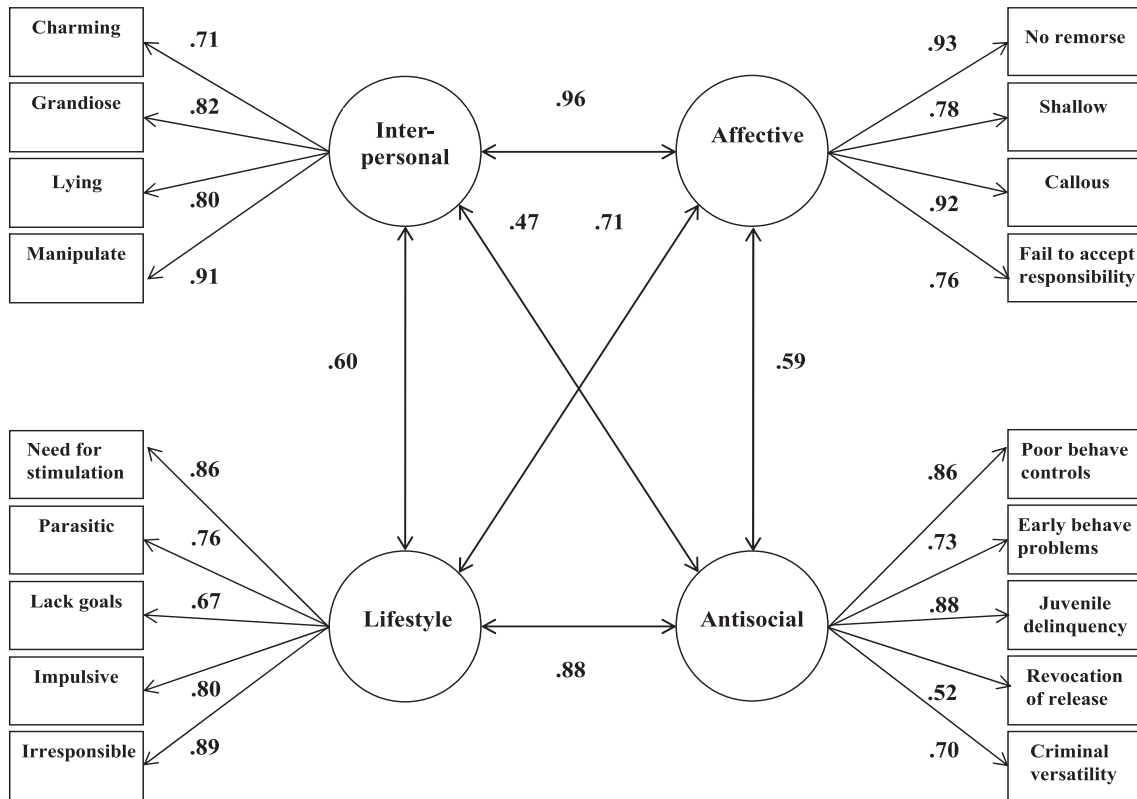 Charming
.71
Grandiose
.82
Lying
.80
Manipulate
.91
Inter-
personal
.96
Affective
.93
No remorse
.78
Shallow
Callous
.92
Fail to accept
responsibility
.76
.47
.71
.60
.59
Need for
stimulation
.86
Parasitic
.76
Lack goals
.67
Impulsive
.80
Irresponsible
.89
Lifestyle
.88
Antisocial
.86
Poor behave
controls
.73
Early behave
problems
.88
Juvenile
delinquency
.52
Revocation
of release
.70
Criminal
versatility